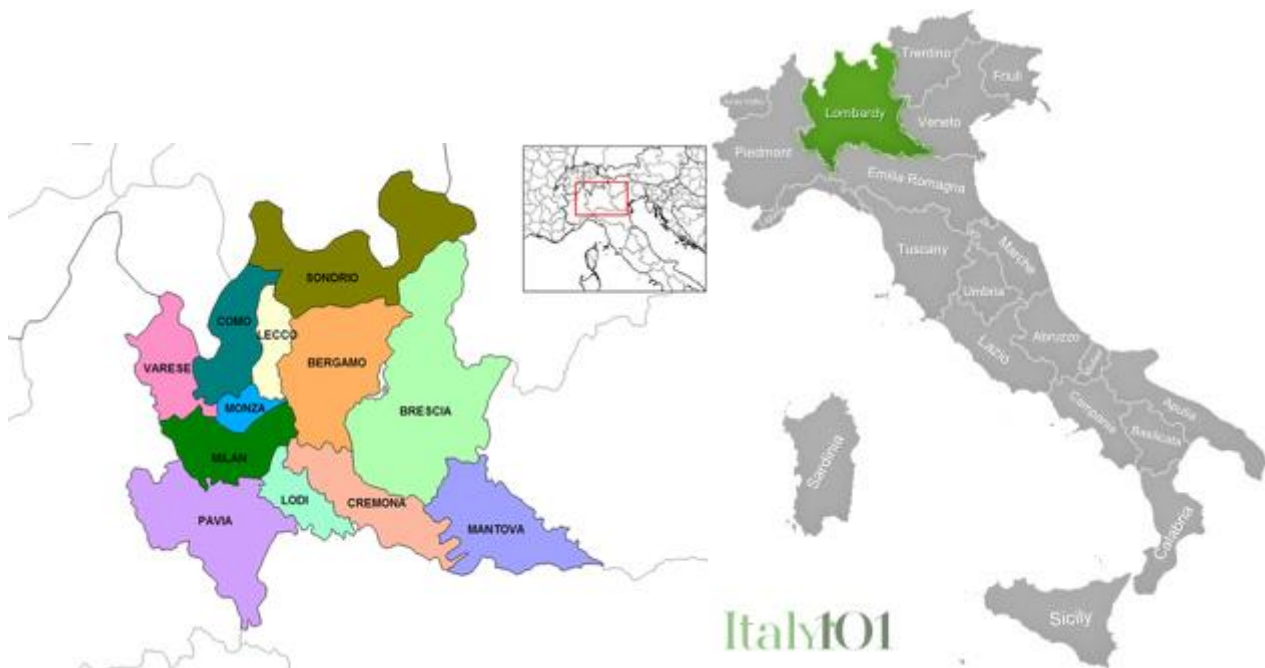 SONDRIO
COMO
LECCO
VARESE
BERGAMO
MONZA
BRESCIA
MILAN
LODI
CREMONA
PAVIA
MANTOVA
Trentino
Friuli
Lombardy
Veneto
Piedmont
Emilia Romagna
Tuscany
Marche
Umbria
Lazio
Abruzzo
Campania
Apulia
Basilicata
Sardinia
Calabria
Sicily
Italy101